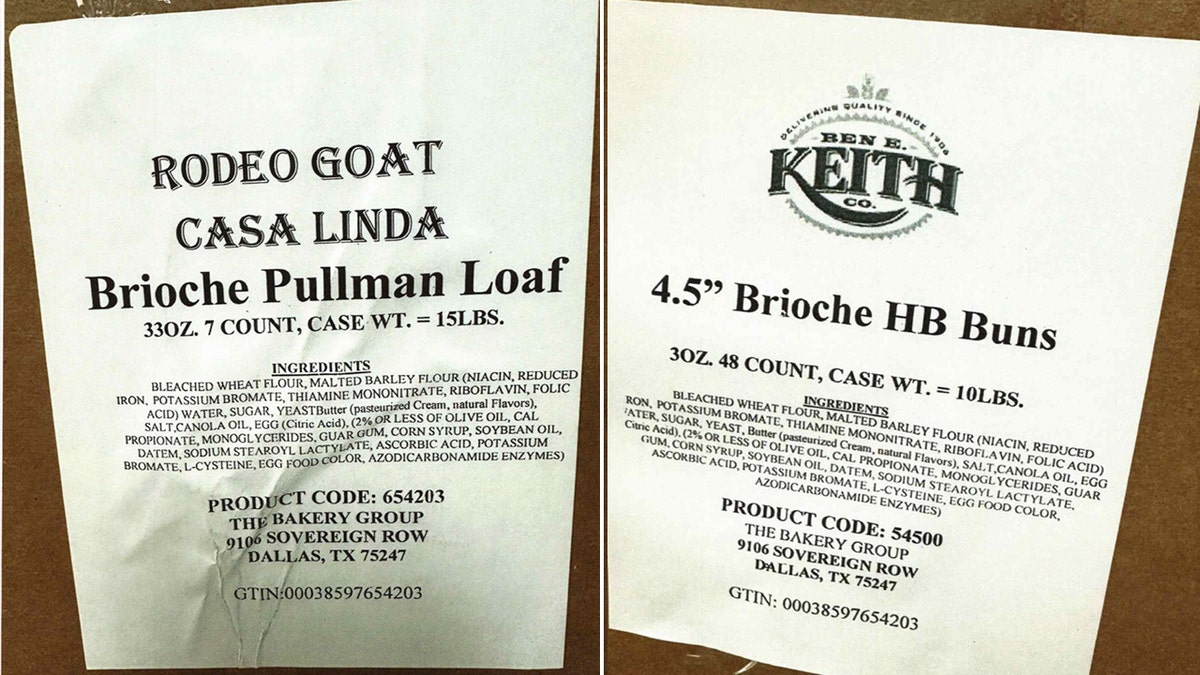 RODEO GOAT
CASA LINDA
Brioche Pullman Loaf
33OZ. 7 COUNT, CASE WT. = 15LBS.
INGREDIENTS
BLEACHED WHEAT FLOUR, MALTED BARLEY FLOUR (NIACIN, REDUCED
IRON, POTASSIUM BROMATE, THIAMINE MONONITRATE, RIBOFLAVIN, FOLIC
ACID) WATER, SUGAR, YEASTButter (pasteurized Cream, natural Flavors),
SALT,CANOLA OIL, EGG (Citric Acid), (2% OR LESS OF OLIVE OIL, CAL
PROPIONATE, MONOGLYCERIDES, GUAR GUM, CORN SYRUP, SOYBEAN OIL,
DATEM, SODIUM STEAROYL LACTYLATE, ASCORBIC ACID, POTASSIUM
BROMATE, L-CYSTEINE, EGG FOOD COLOR, AZODICARBONAMIDE ENZYMES)
PRODUCT CODE: 654203
THE BAKERY GROUP
9106 SOVEREIGN ROW
DALLAS, TX 75247
GTIN:00038597654203
DELIVERING QUALITY SINCE 1906
BEN E.
KEITH
CO.
4.5” Brioche HB Buns
3OZ. 48 COUNT, CASE WT. = 10LBS.
INGREDIENTS
BLEACHED WHEAT FLOUR, MALTED BARLEY FLOUR (NIACIN, REDUCED
RON, POTASSIUM BROMATE, THIAMINE MONONITRATE, RIBOFLAVIN, FOLIC ACID)
ATER, SUGAR, YEAST, Butter (pasteurized Cream, natural Flavors), SALT,CANOLA OIL, EGG
Citric Acid), (2% OR LESS OF OLIVE OIL, CAL PROPIONATE, MONOGLYCERIDES, GUAR
GUM, CORN SYRUP, SOYBEAN OIL, DATEM, SODIUM STEAROYL LACTYLATE,
ASCORBIC ACID, POTASSIUM BROMATE, L-CYSTEINE, EGG FOOD COLOR,
AZODICARBONAMIDE ENZYMES)
PRODUCT CODE: 54500
THE BAKERY GROUP
9106 SOVEREIGN ROW
DALLAS, TX 75247
GTIN: 00038597654203